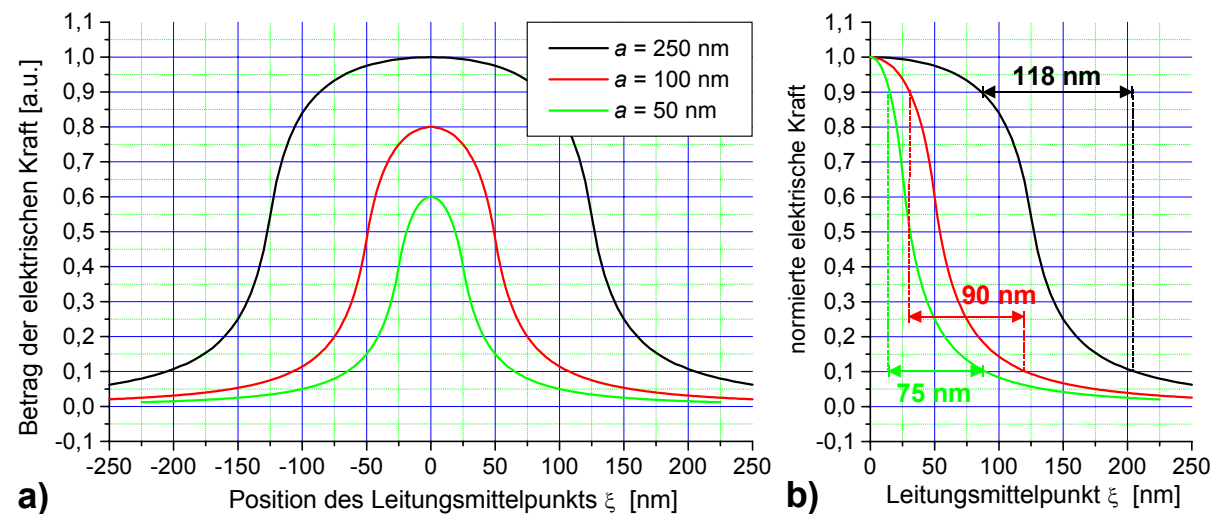 Betrag der elektrischen Kraft [a.u.]
1,1
1,0
0,9
0,8
0,7
0,6
0,5
0,4
0,3
0,2
0,1
0,0
-0,1
a = 250 nm
a = 100 nm
a = 50 nm
-250 -200 -150 -100 -50 0 50 100 150 200 250
Position des Leitungsmittelpunkts ξ [nm]
a)
normierte elektrische Kraft
1,1
1,0
0,9
0,8
0,7
0,6
0,5
0,4
0,3
0,2
0,1
0,0
-0,1
118 nm
90 nm
75 nm
0 50 100 150 200 250
Leitungsmittelpunkt ξ [nm]
b)